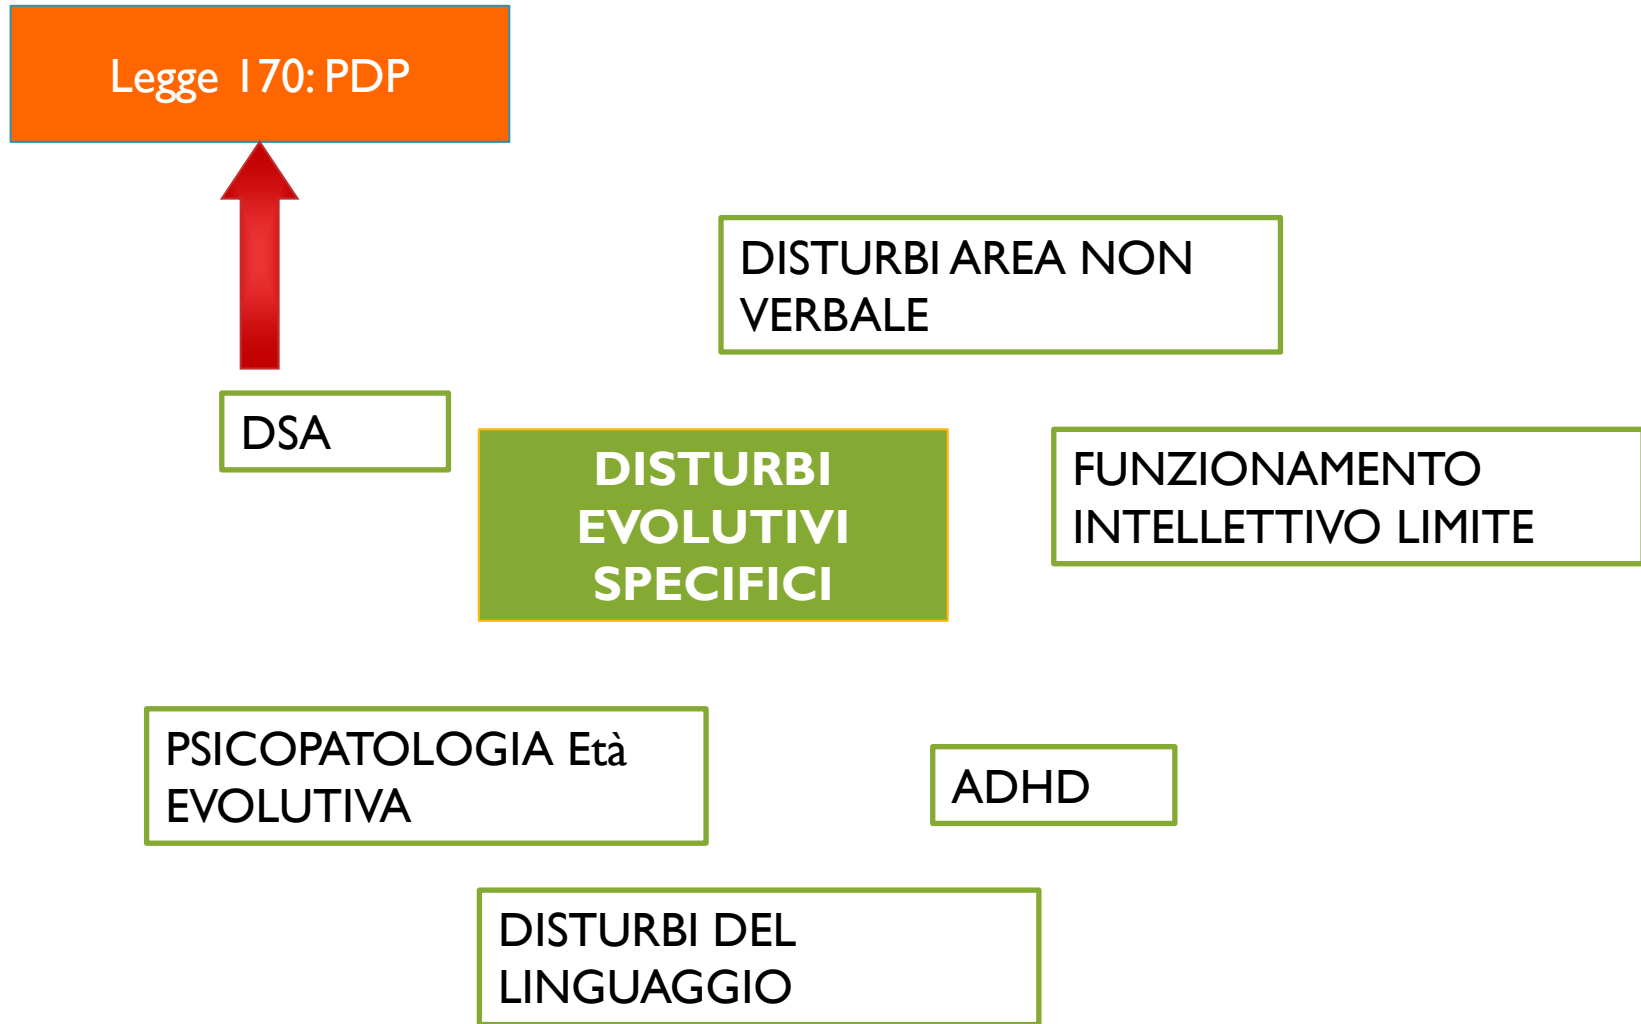 Legge 170: PDP
DISTURBI AREA NON
VERBALE
DSA
DISTURBI
EVOLUTIVI
SPECIFICI
FUNZIONAMENTO
INTELLETTIVO LIMITE
PSICOPATOLOGIA Età
EVOLUTIVA
ADHD
DISTURBI DEL
LINGUAGGIO